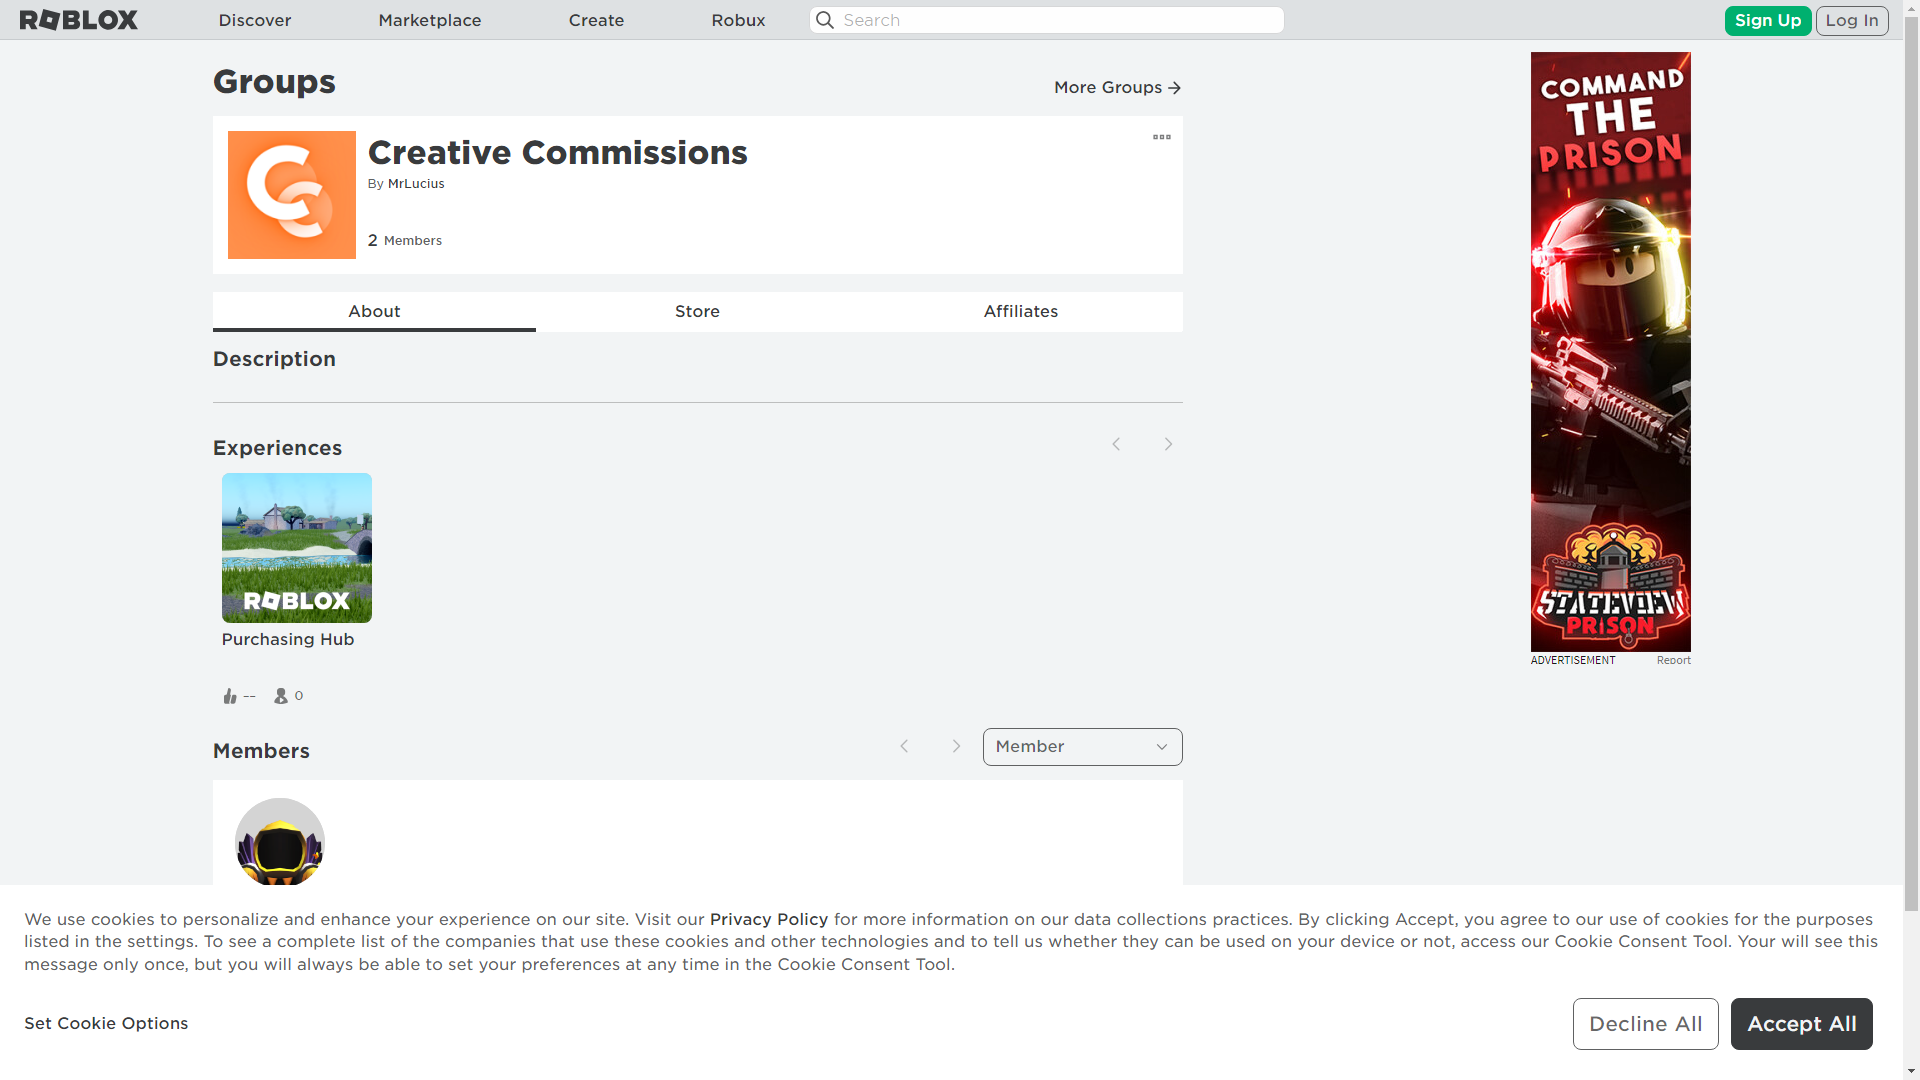 ROBLOX
Discover
Marketplace
Create
Robux
Search
Sign Up
Log In
Groups
More Groups
Creative Commissions
By MrLucius
2 Members
About
Store
Affiliates
Description
Experiences
ROBLOX
Purchasing Hub
--
0
Members
Member
COMMAND
THE
PRISON
STATEVIEW
PRISON
ADVERTISEMENT
Report
We use cookies to personalize and enhance your experience on our site. Visit our Privacy Policy for more information on our data collections practices. By clicking Accept, you agree to our use of cookies for the purposes
listed in the settings. To see a complete list of the companies that use these cookies and other technologies and to tell us whether they can be used on your device or not, access our Cookie Consent Tool. Your will see this
message only once, but you will always be able to set your preferences at any time in the Cookie Consent Tool.
Set Cookie Options
Decline All
Accept All